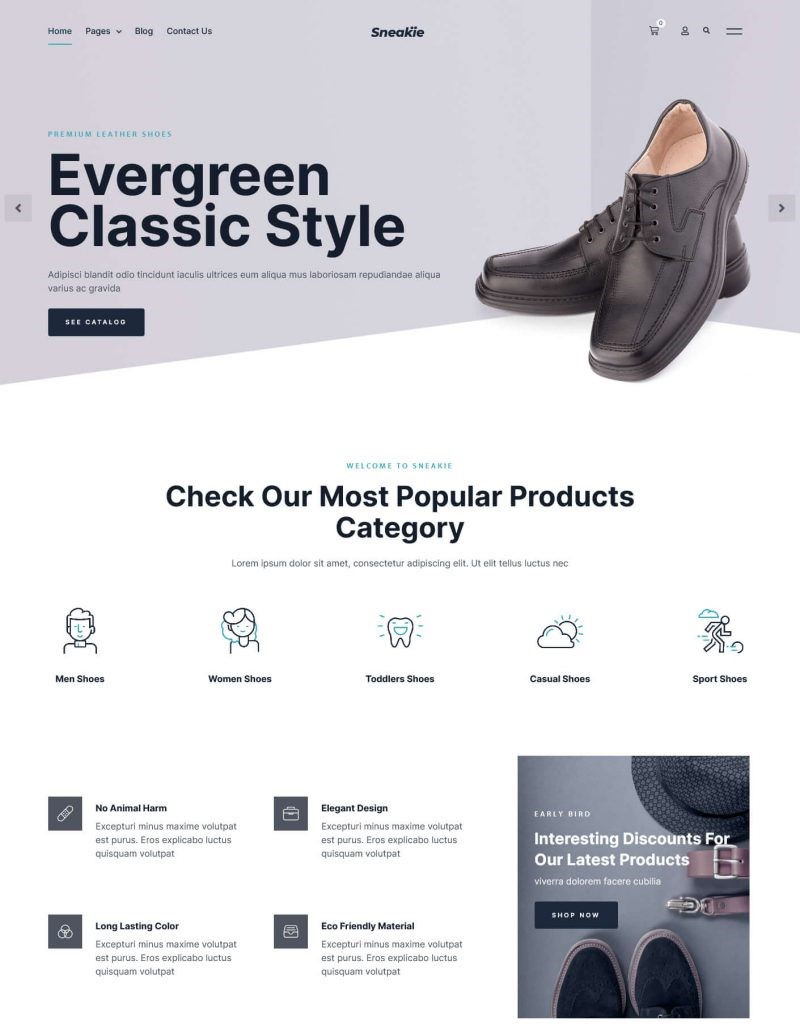 Home Pages Blog Contact Us Sneakie 0
PREMIUM LEATHER SHOES
Evergreen
Classic Style
Adipisci blandit odio tincidunt iaculis ultrices eum aliqua mus laboriosam repudiandae aliqua
varius ac gravida
SEE CATALOG
WELCOME TO SNEAKIE
Check Our Most Popular Products
Category
Lorem ipsum dolor sit amet, consectetur adipiscing elit. Ut elit tellus luctus nec
Men Shoes
Women Shoes
Toddlers Shoes
Casual Shoes
Sport Shoes
No Animal Harm
Excepturi minus maxime volutpat
est purus. Eros explicabo luctus
quisquam volutpat
Elegant Design
Excepturi minus maxime volutpat
est purus. Eros explicabo luctus
quisquam volutpat
Long Lasting Color
Excepturi minus maxime volutpat
est purus. Eros explicabo luctus
quisquam volutpat
Eco Friendly Material
Excepturi minus maxime volutpat
est purus. Eros explicabo luctus
quisquam volutpat
EARLY BIRD
Interesting Discounts For
Our Latest Products
viverra dolorem facere cubilia
SHOP NOW